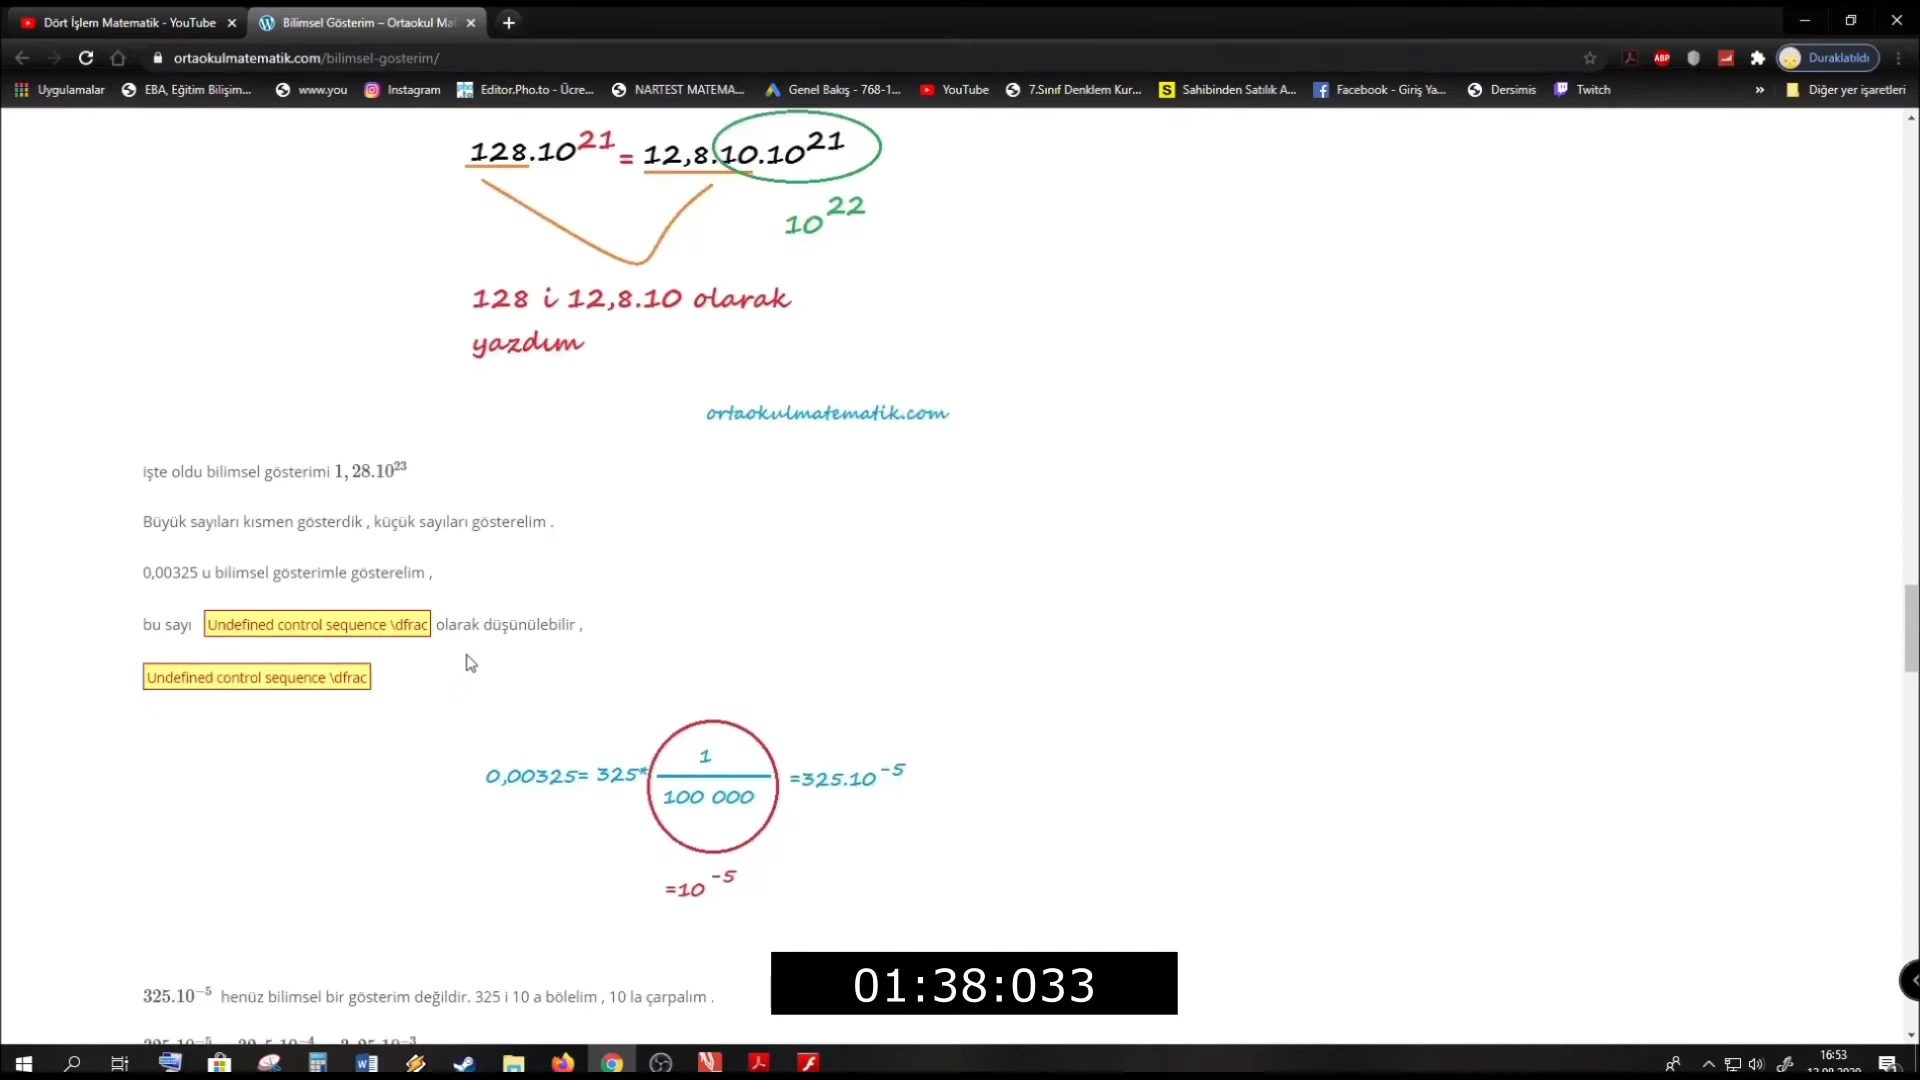 Dört İşlem Matematik - YouTube
Bilimsel Gösterim – Ortaokul Mat
ortaokulmatematik.com/bilimsel-gosterim/
ABP
Duraklatıldı
Uygulamalar
EBA, Eğitim Bilişim...
www.you
Instagram
Editor.Pho.to - Ücre...
NARTEST MATEMA...
Genel Bakış - 768-1...
YouTube
7.Sınıf Denklem Kur...
Sahibinden Satılık A...
Facebook - Giriş Ya...
Dersimis
Twitch
»
Diğer yer işaretleri
128.10²¹ = 12,8.10.10²¹
10²²
128 i 12,8.10 olarak
yazdım
ortaokulmatematik.com
işte oldu bilimsel gösterimi 1, 28.10²³
Büyük sayıları kısmen gösterdik , küçük sayıları gösterelim .
0,00325 u bilimsel gösterimle gösterelim ,
bu sayı Undefined control sequence \dfrac olarak düşünülebilir ,
Undefined control sequence \dfrac
1
0,00325= 325* =325.10⁻⁵
100 000
=10⁻⁵
01:38:033
325.10⁻⁵ henüz bilimsel bir gösterim değildir. 325 i 10 a bölelim , 10 la çarpalım .
16:53